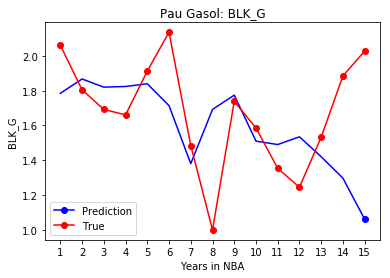 Pau Gasol: BLK_G
2.0
1.8
1.6
1.4
1.2
1.0
BLK_G
Prediction
True
1 2 3 4 5 6 7 8 9 10 11 12 13 14 15
Years in NBA